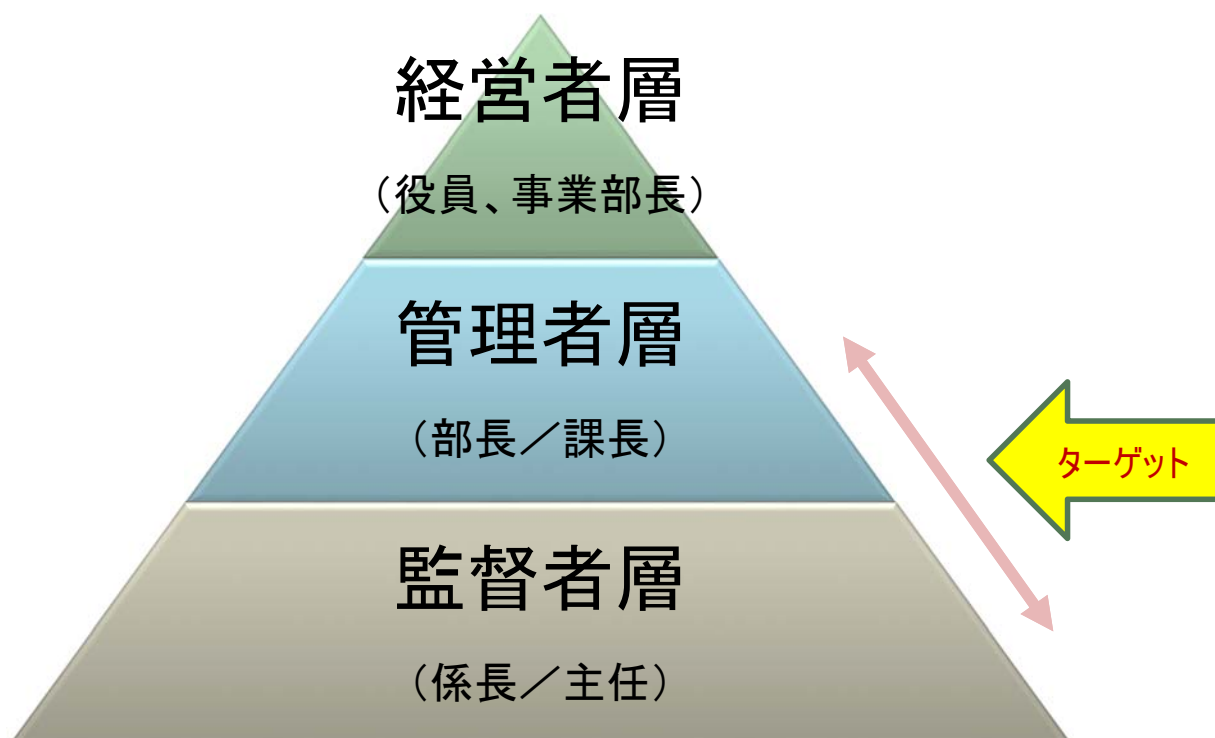 経営者層
（役員、事業部長）
管理者層
（部長／課長）
ターゲット
監督者層
（係長／主任）